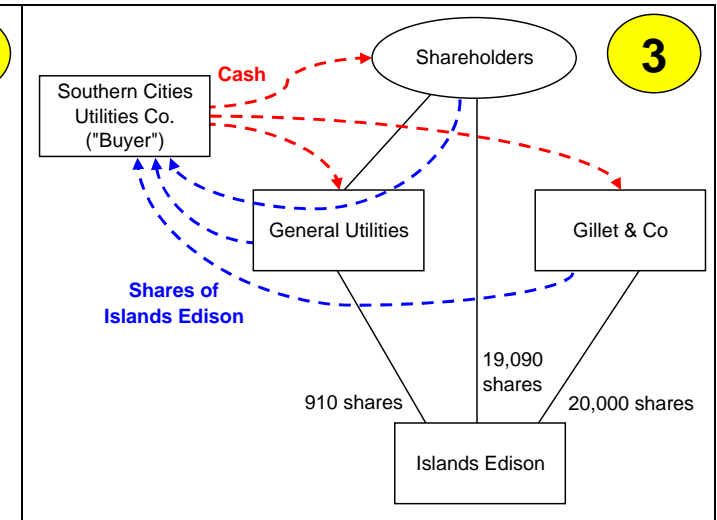 Shareholders
3
Cash
Southern Cities
Utilities Co.
("Buyer")
General Utilities
Gillet & Co
Shares of
Islands Edison
19,090
shares
910 shares
20,000 shares
Islands Edison